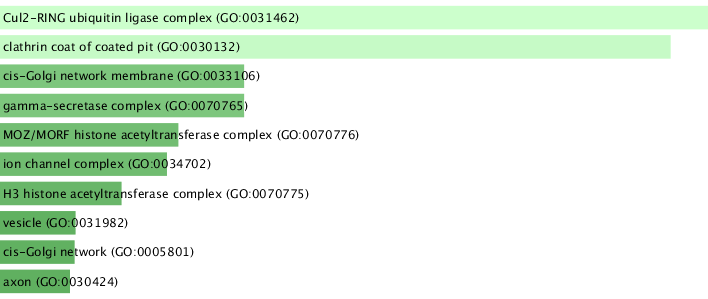 Cul2-RING ubiquitin ligase complex (GO:0031462)
clathrin coat of coated pit (GO:0030132)
cis-Golgi network membrane (GO:0033106)
gamma-secretase complex (GO:0070765)
MOZ/MORF histone acetyltransferase complex (GO:0070776)
ion channel complex (GO:0034702)
H3 histone acetyltransferase complex (GO:0070775)
vesicle (GO:0031982)
cis-Golgi network (GO:0005801)
axon (GO:0030424)